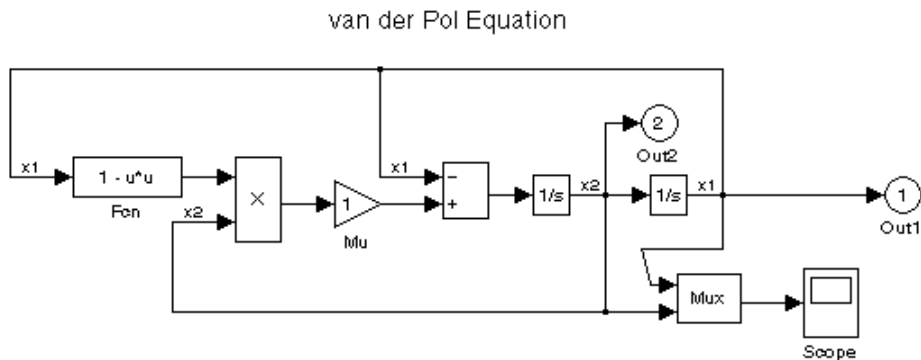 van der Pol Equation
2
Out2
x1
1 - u*u
Fcn
x2
×
1
Mu
x1
−
+
1/s
x2
1/s
x1
1
Out1
Mux
Scope